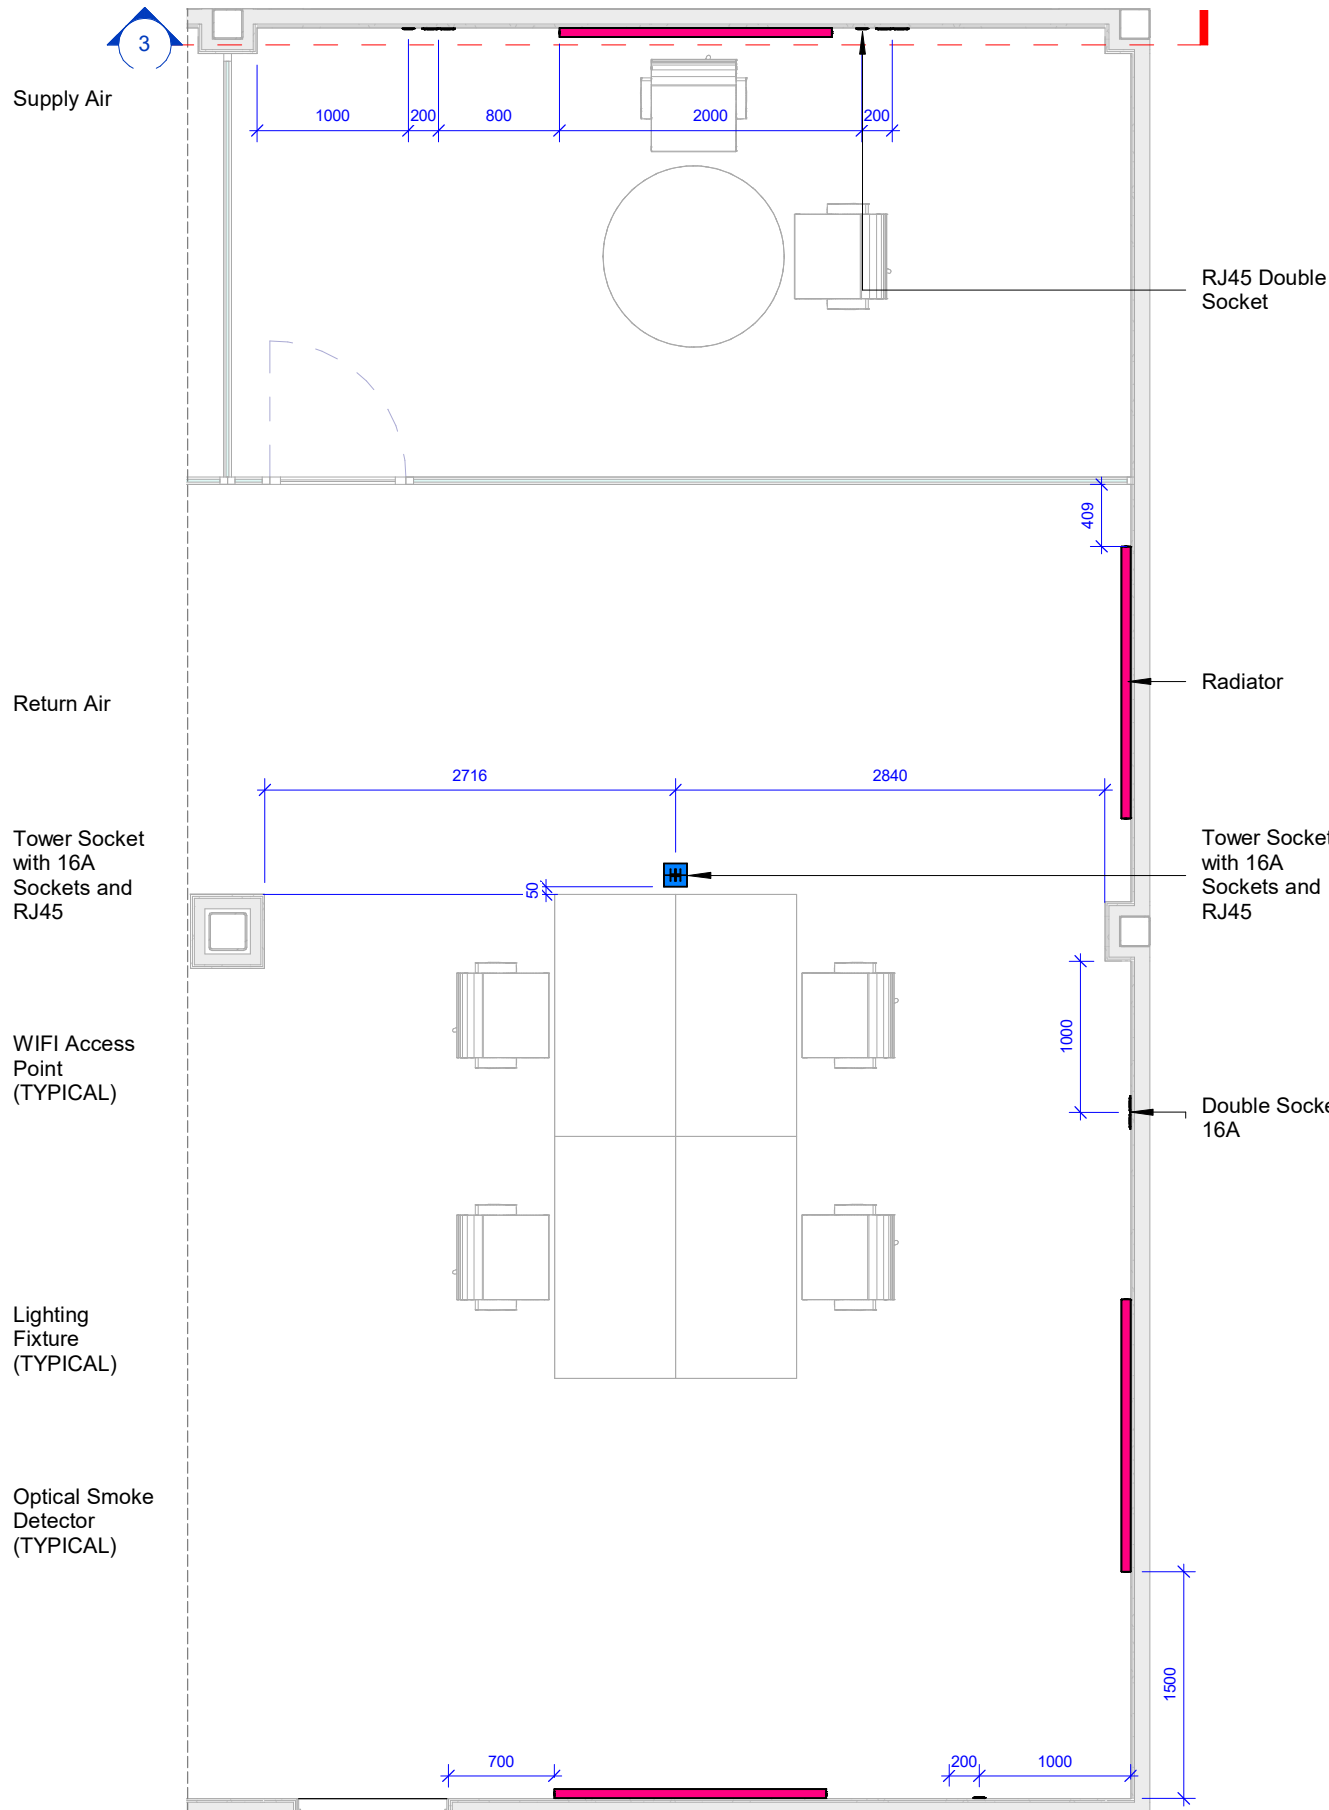 3
Supply Air
1000
200
800
2000
200
RJ45 Double
Socket
409
Return Air
Radiator
2716
2840
Tower Socket
with 16A
Sockets and
RJ45
50
Tower Socket
with 16A
Sockets and
RJ45
WIFI Access
Point
(TYPICAL)
1000
Double Socke
16A
Lighting
Fixture
(TYPICAL)
Optical Smoke
Detector
(TYPICAL)
1500
700
200
1000